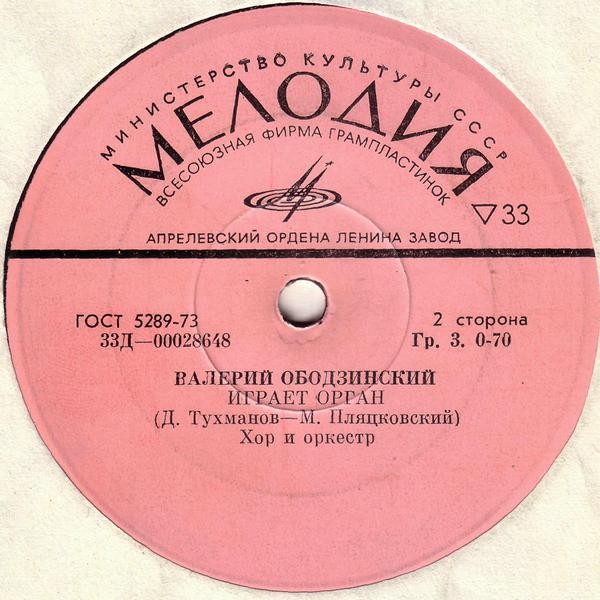 МИНИСТЕРСТВО КУЛЬТУРЫ СССР
МЕЛОДИЯ
ВСЕСОЮЗНАЯ ФИРМА ГРАМПЛАСТИНОК
▽33
АПРЕЛЕВСКИЙ ОРДЕНА ЛЕНИНА ЗАВОД
ГОСТ 5289-73
2 сторона
33Д—00028648
Гр. 3. 0-70
ВАЛЕРИЙ ОБОДЗИНСКИЙ
ИГРАЕТ ОРГАН
(Д. Тухманов—М. Пляцковский)
Хор и оркестр